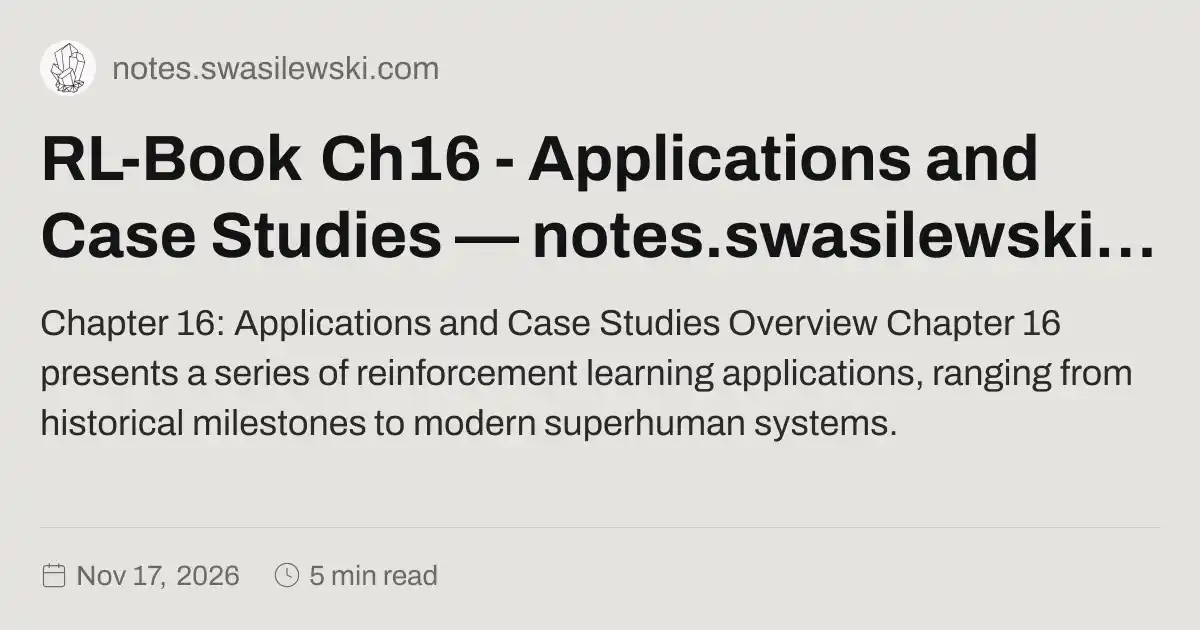 notes.swasilewski.com
RL-Book Ch16 - Applications and
Case Studies — notes.swasilewski…
Chapter 16: Applications and Case Studies Overview Chapter 16
presents a series of reinforcement learning applications, ranging from
historical milestones to modern superhuman systems.
Nov 17, 2026 5 min read